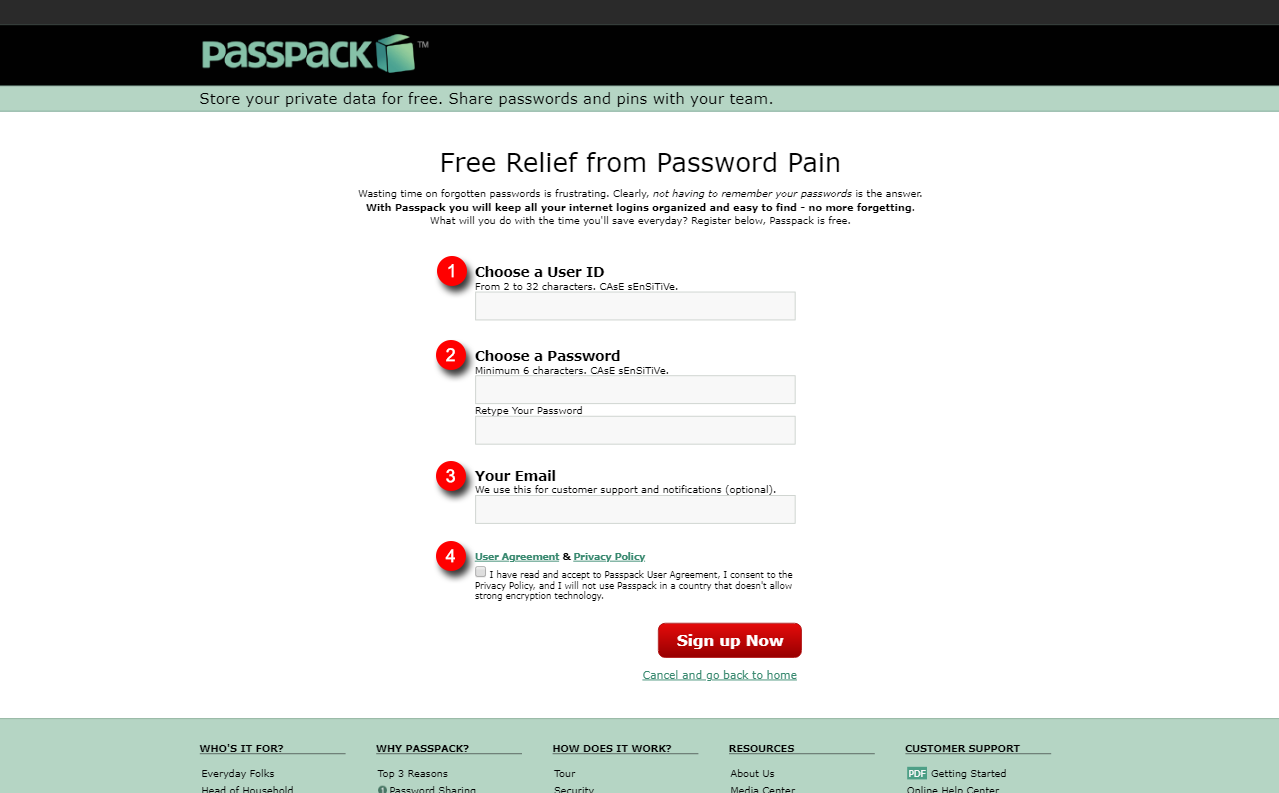 PassPack™
Store your private data for free. Share passwords and pins with your team.
Free Relief from Password Pain
Wasting time on forgotten passwords is frustrating. Clearly, not having to remember your passwords is the answer.
With Passpack you will keep all your internet logins organized and easy to find - no more forgetting.
What will you do with the time you'll save everyday? Register below, Passpack is free.
1 Choose a User ID
From 2 to 32 characters. CAsE sEnSiTiVe.
2 Choose a Password
Minimum 6 characters. CAsE sEnSiTiVe.
Retype Your Password
3 Your Email
We use this for customer support and notifications (optional).
4 User Agreement & Privacy Policy
I have read and accept to Passpack User Agreement, I consent to the
Privacy Policy, and I will not use Passpack in a country that doesn't allow
strong encryption technology.
Sign up Now
Cancel and go back to home
WHO'S IT FOR? WHY PASSPACK? HOW DOES IT WORK? RESOURCES CUSTOMER SUPPORT
Everyday Folks Top 3 Reasons Tour About Us PDF Getting Started
Head of Household 1 Password Sharing Security Media Center Online Help Center